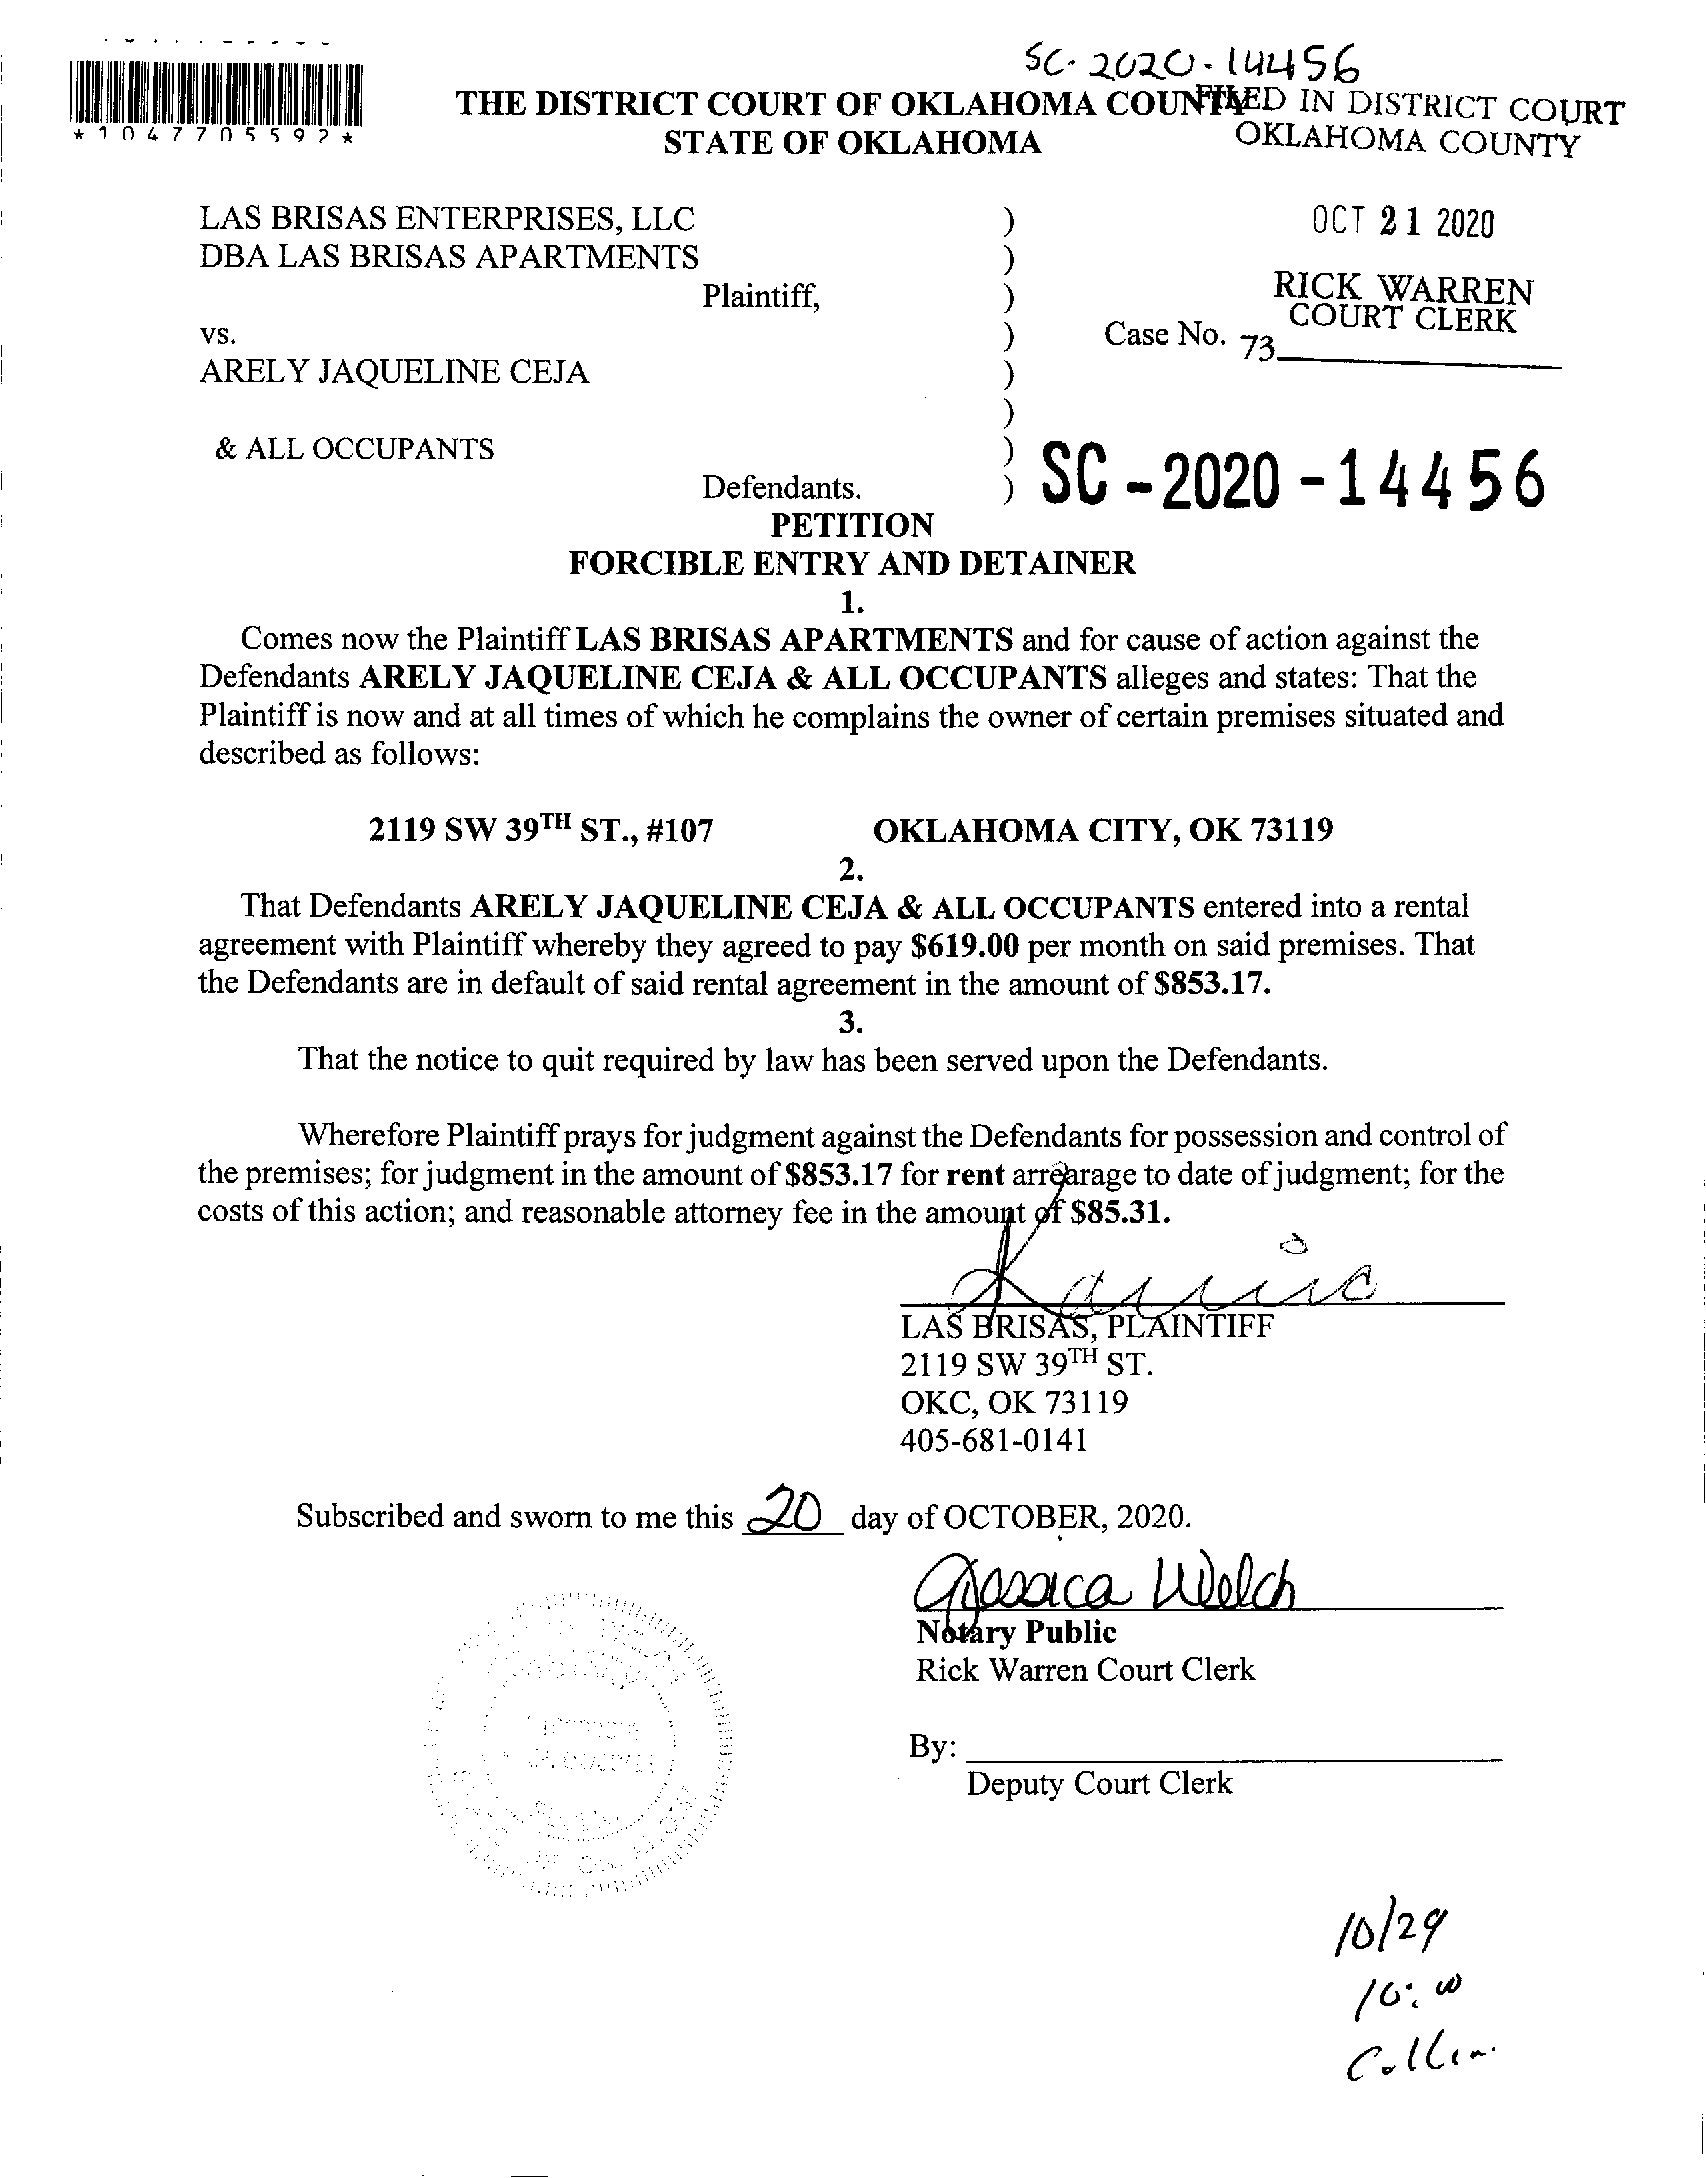 SC-2020-14456
THE DISTRICT COURT OF OKLAHOMA COUNTY
STATE OF OKLAHOMA
FILED IN DISTRICT COURT
OKLAHOMA COUNTY
*1047705592*
OCT 21 2020
RICK WARREN
COURT CLERK
73
LAS BRISAS ENTERPRISES, LLC )
DBA LAS BRISAS APARTMENTS )
Plaintiff, )
vs. ) Case No.
ARELY JAQUELINE CEJA )
)
& ALL OCCUPANTS )
Defendants. )
SC-2020-14456
PETITION
FORCIBLE ENTRY AND DETAINER
1.
Comes now the Plaintiff LAS BRISAS APARTMENTS and for cause of action against the
Defendants ARELY JAQUELINE CEJA & ALL OCCUPANTS alleges and states: That the
Plaintiff is now and at all times of which he complains the owner of certain premises situated and
described as follows:
2119 SW 39TH ST., #107 OKLAHOMA CITY, OK 73119
2.
That Defendants ARELY JAQUELINE CEJA & ALL OCCUPANTS entered into a rental
agreement with Plaintiff whereby they agreed to pay $619.00 per month on said premises. That
the Defendants are in default of said rental agreement in the amount of $853.17.
3.
That the notice to quit required by law has been served upon the Defendants.
Wherefore Plaintiff prays for judgment against the Defendants for possession and control of
the premises; for judgment in the amount of $853.17 for rent arrearage to date of judgment; for the
costs of this action; and reasonable attorney fee in the amount of $85.31.
LAS BRISAS, PLAINTIFF
2119 SW 39TH ST.
OKC, OK 73119
405-681-0141
Subscribed and sworn to me this 20 day of OCTOBER, 2020.
Jessica Welch
Notary Public
Rick Warren Court Clerk
By:
Deputy Court Clerk
10/29
10:00